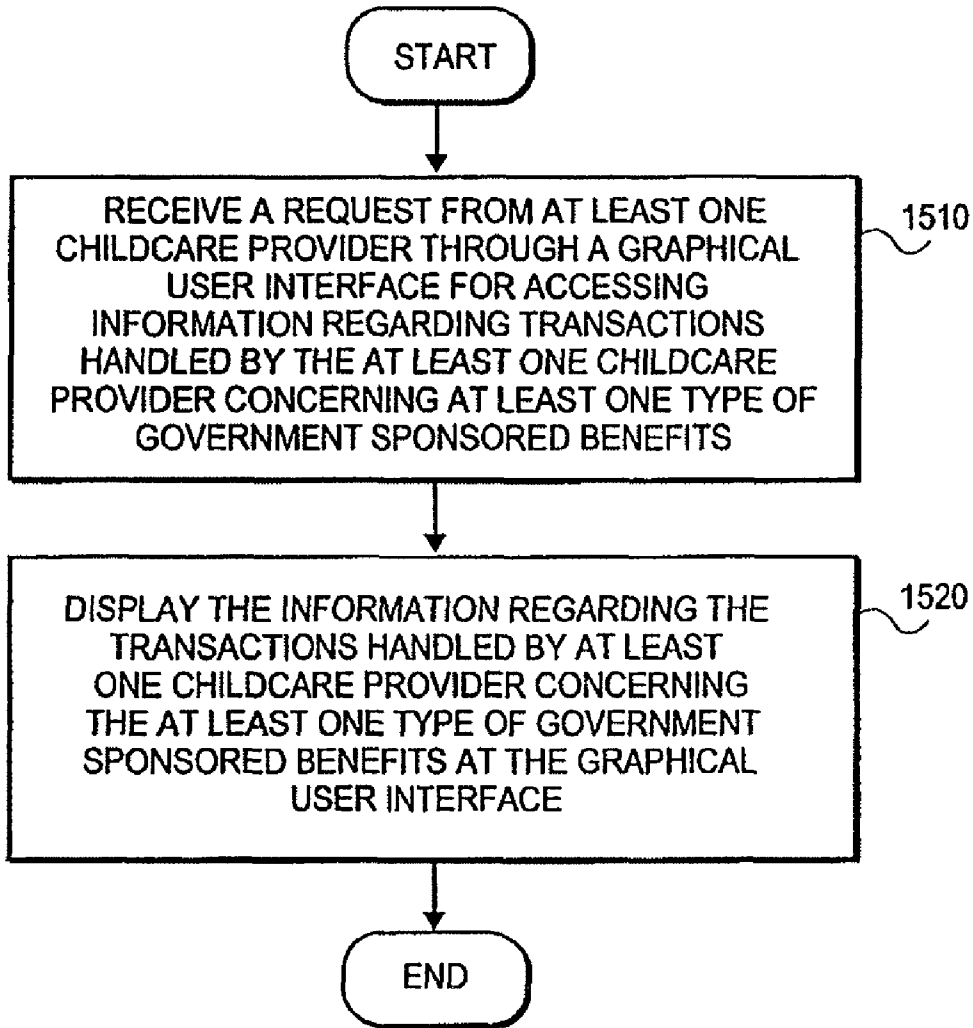 START
RECEIVE A REQUEST FROM AT LEAST ONE
CHILDCARE PROVIDER THROUGH A GRAPHICAL
USER INTERFACE FOR ACCESSING
INFORMATION REGARDING TRANSACTIONS
HANDLED BY THE AT LEAST ONE CHILDCARE
PROVIDER CONCERNING AT LEAST ONE TYPE OF
GOVERNMENT SPONSORED BENEFITS
1510
DISPLAY THE INFORMATION REGARDING THE
TRANSACTIONS HANDLED BY AT LEAST
ONE CHILDCARE PROVIDER CONCERNING
THE AT LEAST ONE TYPE OF GOVERNMENT
SPONSORED BENEFITS AT THE GRAPHICAL
USER INTERFACE
1520
END